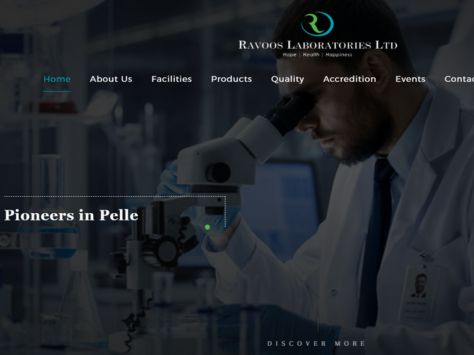 RAVOOS LABORATORIES LTD
Hope | Health | Happiness
Home About Us Facilities Products Quality Accredition Events Contac
Pioneers in Pelle
DISCOVER MORE